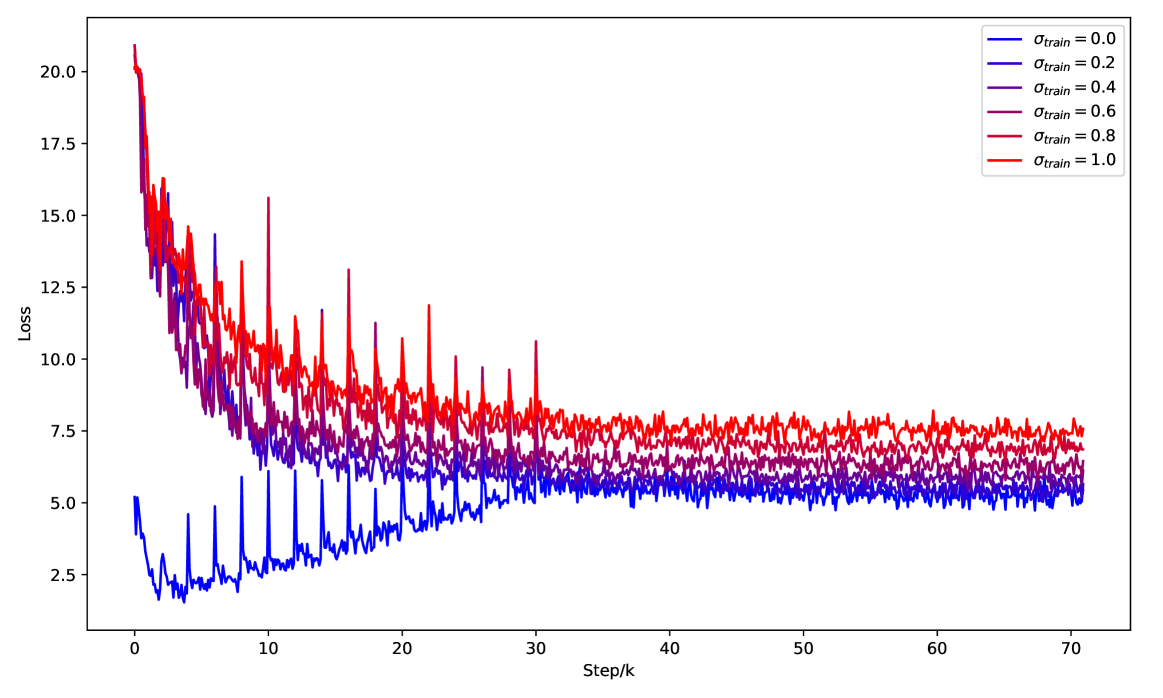 σtrain = 0.0
σtrain = 0.2
σtrain = 0.4
σtrain = 0.6
σtrain = 0.8
σtrain = 1.0
20.0
17.5
15.0
12.5
10.0
7.5
5.0
2.5
Loss
0 10 20 30 40 50 60 70
Step/k